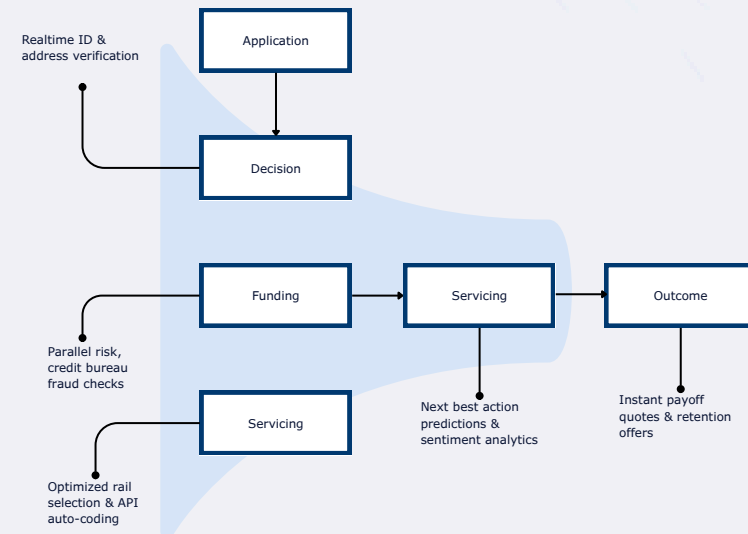 Realtime ID &
address verification
Application
Decision
Funding
Servicing
Outcome
Parallel risk,
credit bureau
fraud checks
Next best action
predictions &
sentiment analytics
Instant payoff
quotes & retention
offers
Servicing
Optimized rail
selection & API
auto-coding